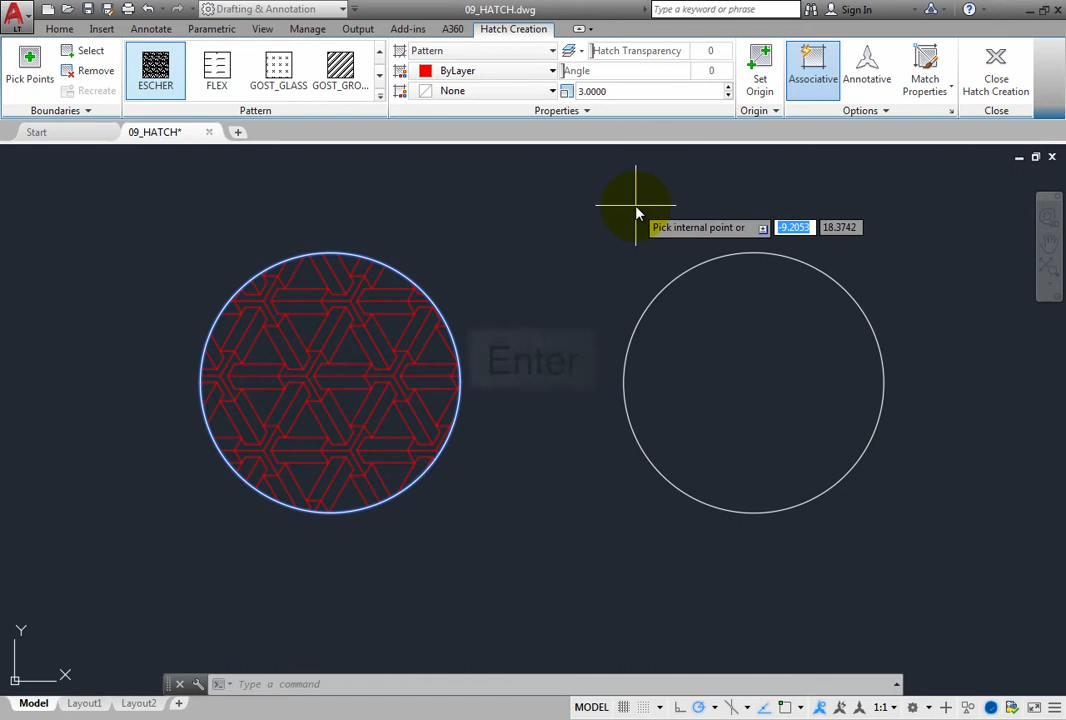 Drafting & Annotation
09_HATCH.dwg
Type a keyword or phrase
Sign In
LT
Home
Insert
Annotate
Parametric
View
Manage
Output
Add-ins
A360
Hatch Creation
Pick Points
Select
Remove
Recreate
Boundaries
ESCHER
FLEX
GOST_GLASS
GOST_GRO...
Pattern
Pattern
ByLayer
None
Hatch Transparency 0
Angle 0
3.0000
Properties
Set
Origin
Origin
Associative
Annotative
Match
Properties
Options
Close
Hatch Creation
Close
Start
09_HATCH*
Pick internal point or
-9.2053
18.3742
Enter
Y
X
Type a command
Model
Layout1
Layout2
MODEL
1:1